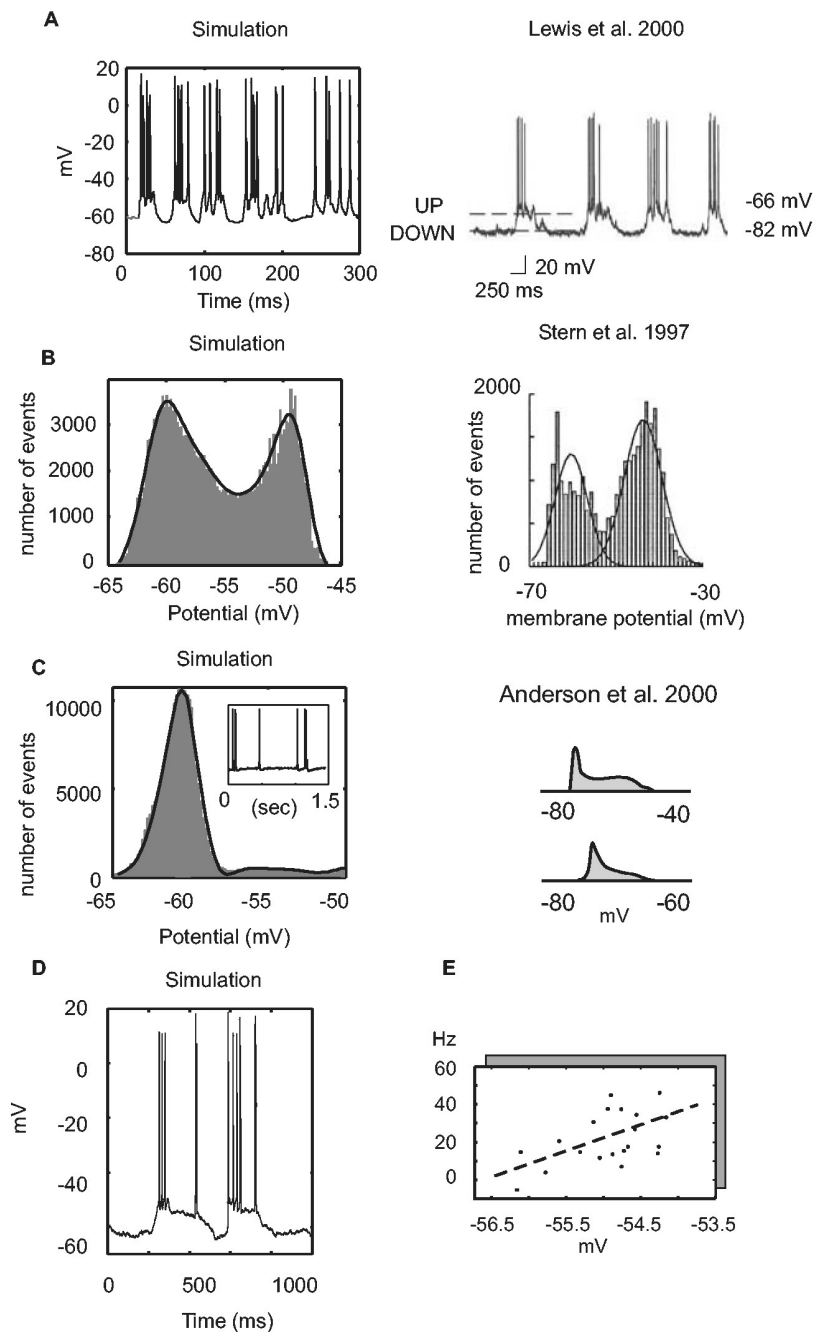 A
Simulation
Lewis et al. 2000
20
0
-20
-40
-60
-80
mV
0 100 200 300
Time (ms)
UP
DOWN
-66 mV
-82 mV
20 mV
250 ms
B
Simulation
Stern et al. 1997
number of events
3000
2000
1000
0
-65 -60 -55 -50 -45
Potential (mV)
number of events
2000
0
-70 -30
membrane potential (mV)
C
Simulation
Anderson et al. 2000
number of events
10000
5000
0
0 (sec) 1.5
-65 -60 -55 -50
Potential (mV)
-80 -40
-80 mV -60
D
Simulation
20
0
-20
-40
-60
mV
0 500 1000
Time (ms)
E
Hz
60
40
20
0
-56.5 -55.5 -54.5 -53.5
mV